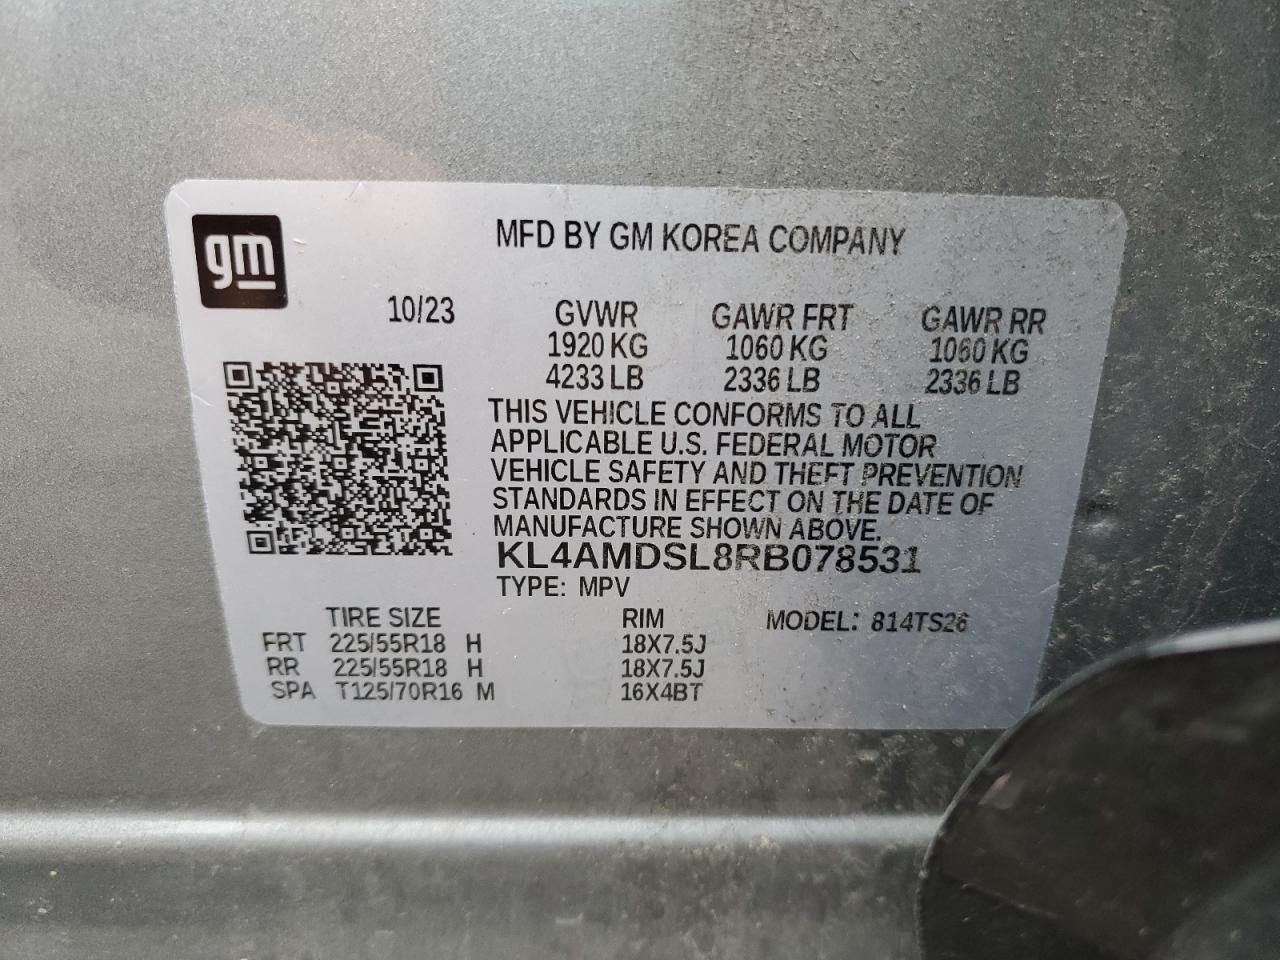 gm
MFD BY GM KOREA COMPANY
10/23 GVWR GAWR FRT GAWR RR
1920 KG 1060 KG 1060 KG
4233 LB 2336 LB 2336 LB
THIS VEHICLE CONFORMS TO ALL
APPLICABLE U.S. FEDERAL MOTOR
VEHICLE SAFETY AND THEFT PREVENTION
STANDARDS IN EFFECT ON THE DATE OF
MANUFACTURE SHOWN ABOVE.
KL4AMDSL8RB078531
TYPE: MPV
TIRE SIZE RIM MODEL: 814TS26
FRT 225/55R18 H 18X7.5J
RR 225/55R18 H 18X7.5J
SPA T125/70R16 M 16X4BT